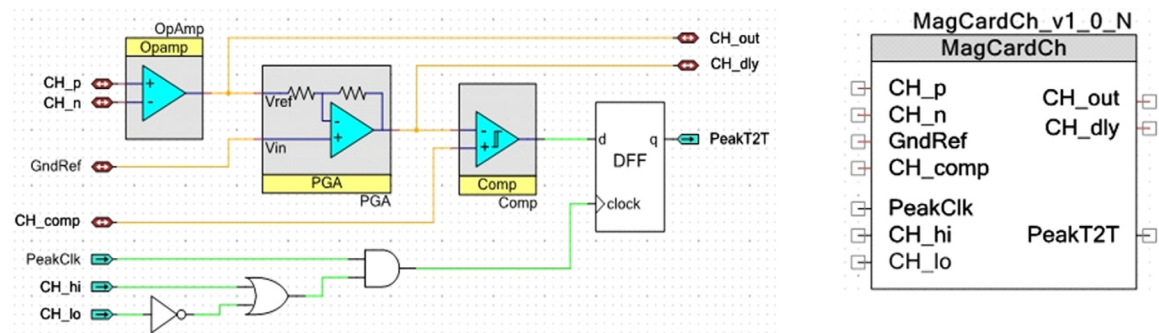 OpAmp
Opamp
CH_p
CH_n
+
-
CH_out
CH_dly
Vref
-
+
Vin
GndRef
PGA
PGA
-
+
Comp
Comp
d
q
DFF
clock
PeakT2T
CH_comp
PeakClk
CH_hi
CH_lo
MagCardCh_v1_0_N
MagCardCh
CH_p
CH_n
GndRef
CH_comp
PeakClk
CH_hi
CH_lo
CH_out
CH_dly
PeakT2T